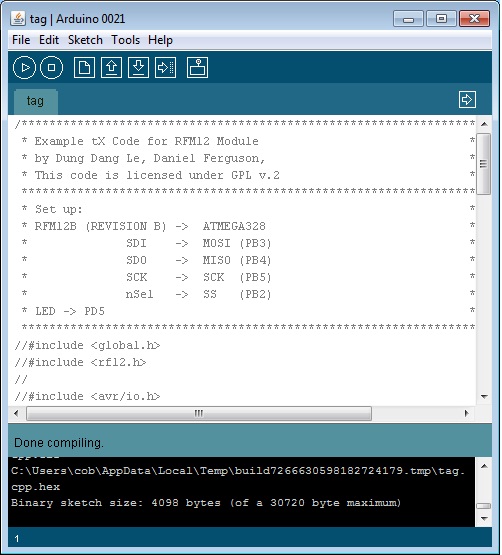 tag | Arduino 0021
File Edit Sketch Tools Help
tag
/****************************************************************
* Example tX Code for RFM12 Module *
* by Dung Dang Le, Daniel Ferguson, *
* This code is licensed under GPL v.2 *
*****************************************************************
* Set up: *
* RFM12B (REVISION B) -> ATMEGA328 *
* SDI -> MOSI (PB3) *
* SDO -> MISO (PB4) *
* SCK -> SCK (PB5) *
* nSel -> SS (PB2) *
* LED -> PD5 *
*****************************************************************
//#include <global.h>
//#include <rf12.h>
//
//#include <avr/io.h>
Done compiling.
C:\Users\cob\AppData\Local\Temp\build7266630598182724179.tmp\tag.
cpp.hex
Binary sketch size: 4098 bytes (of a 30720 byte maximum)
1